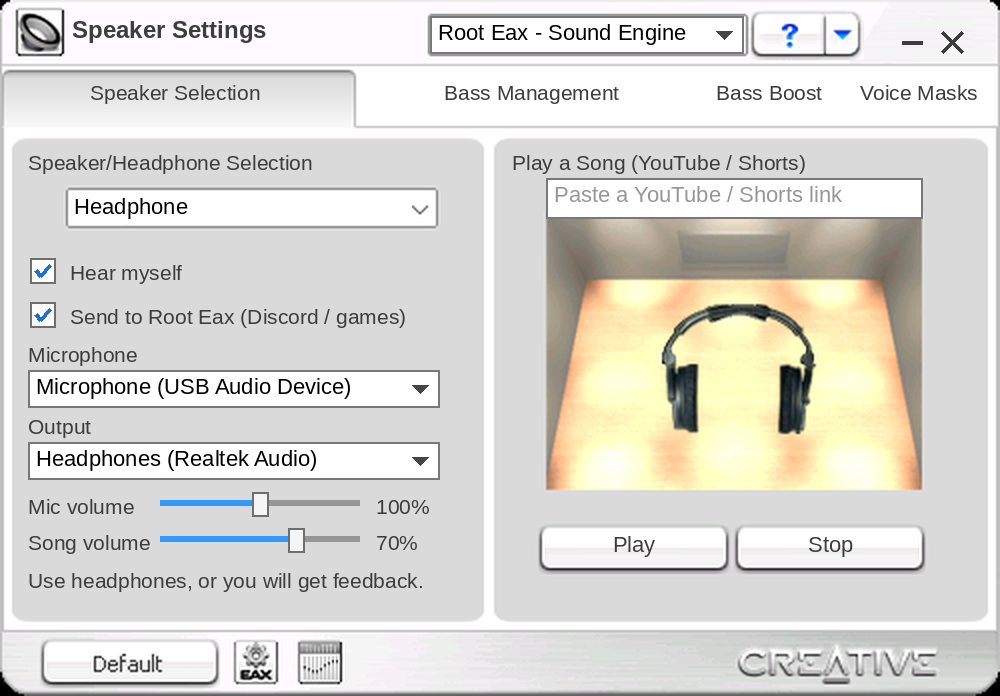 Speaker Settings
Root Eax - Sound Engine
?
Speaker Selection
Bass Management
Bass Boost
Voice Masks
Speaker/Headphone Selection
Headphone
Hear myself
Send to Root Eax (Discord / games)
Microphone
Microphone (USB Audio Device)
Output
Headphones (Realtek Audio)
Mic volume 100%
Song volume 70%
Use headphones, or you will get feedback.
Play a Song (YouTube / Shorts)
Paste a YouTube / Shorts link
Play
Stop
Default
EAX
CREATIVE